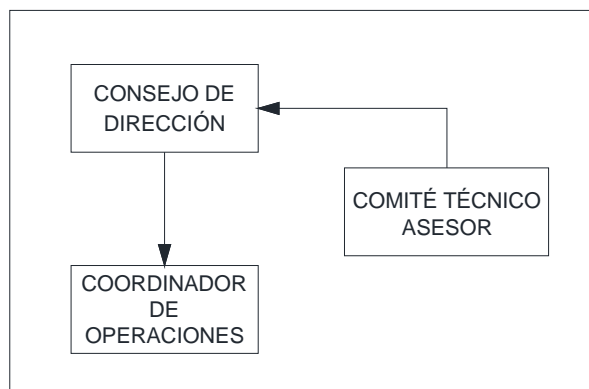 CONSEJO DE
DIRECCIÓN
COMITÉ TÉCNICO
ASESOR
COORDINADOR
DE
OPERACIONES